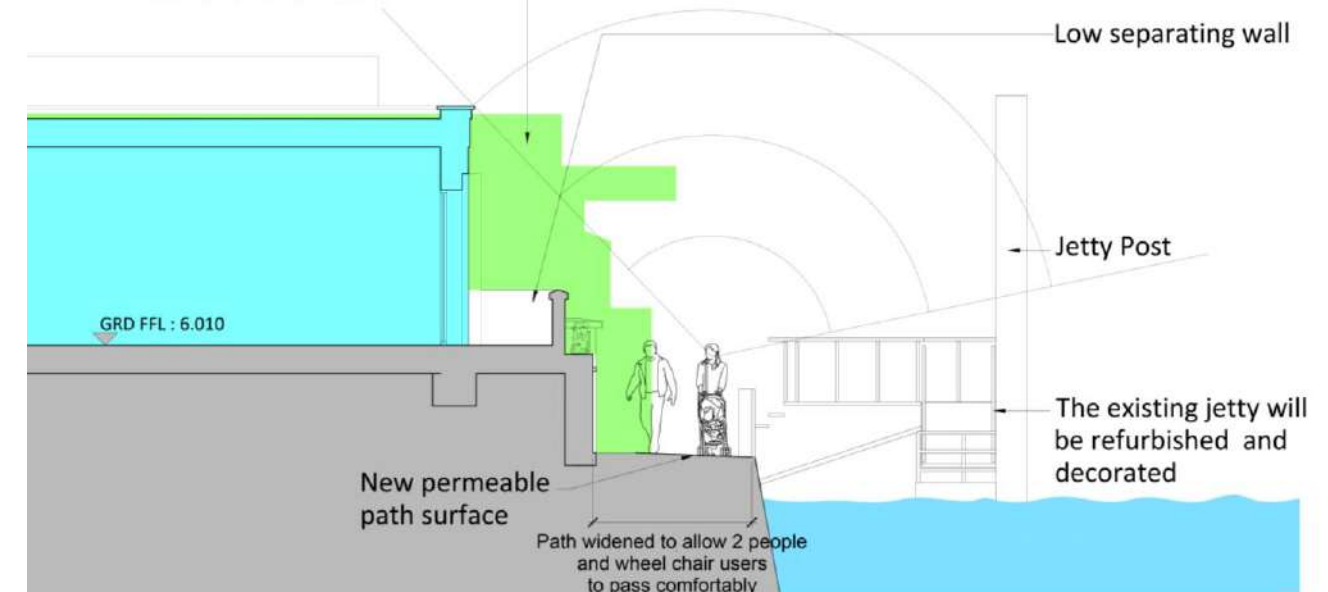 Low separating wall
Jetty Post
GRD FFL : 6.010
The existing jetty will
be refurbished and
decorated
New permeable
path surface
Path widened to allow 2 people
and wheel chair users
to pass comfortably